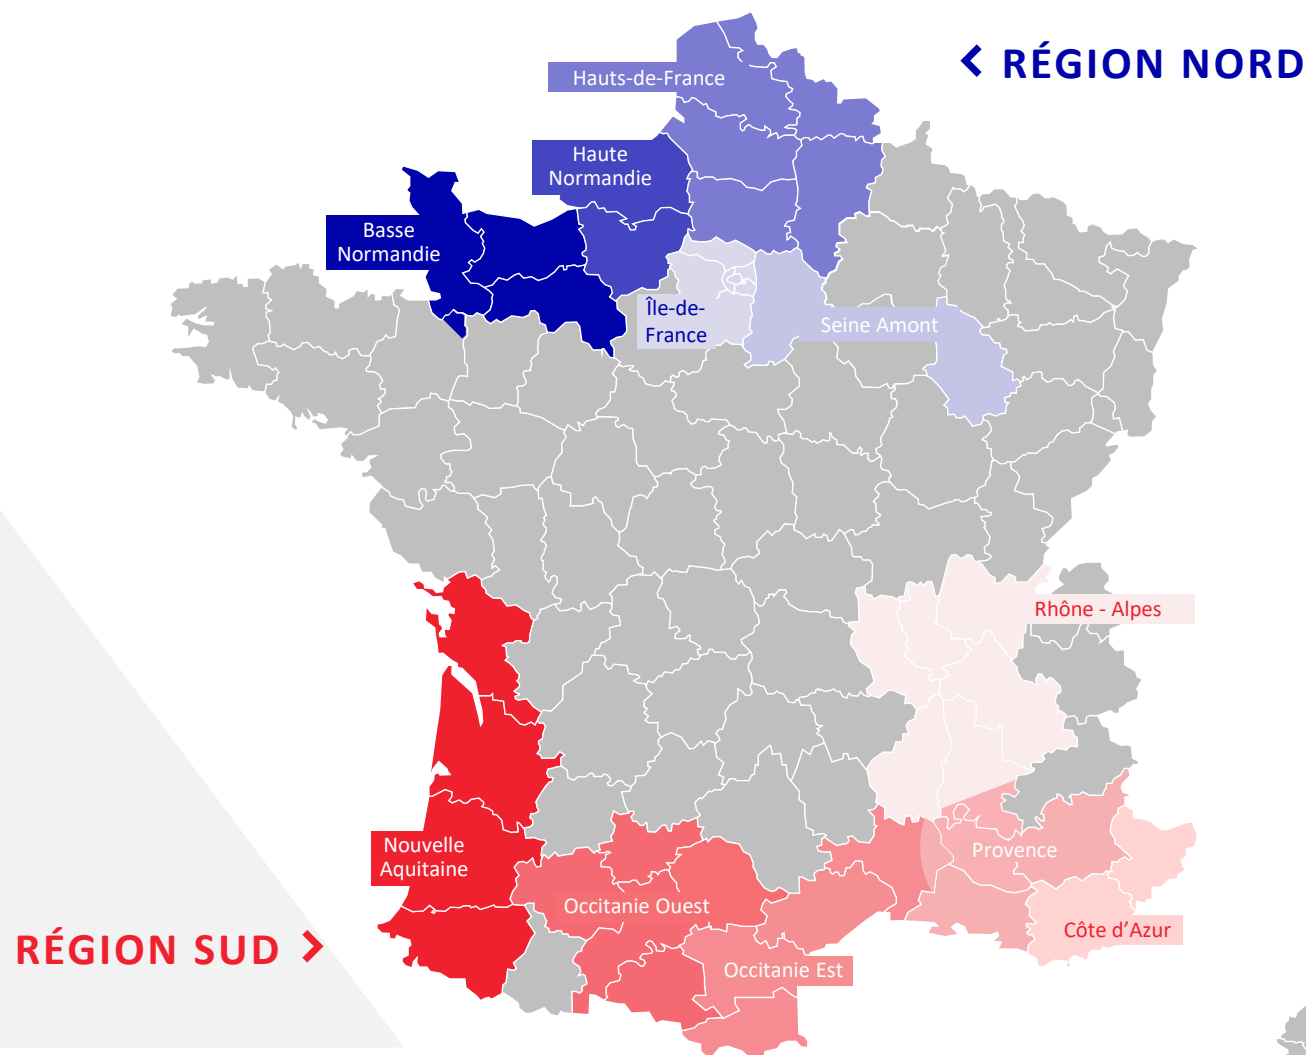 RÉGION NORD
Hauts-de-France
Haute
Normandie
Basse
Normandie
Île-de-
France
Seine Amont
Rhône - Alpes
Nouvelle
Aquitaine
Provence
Occitanie Ouest
Côte d’Azur
RÉGION SUD
Occitanie Est